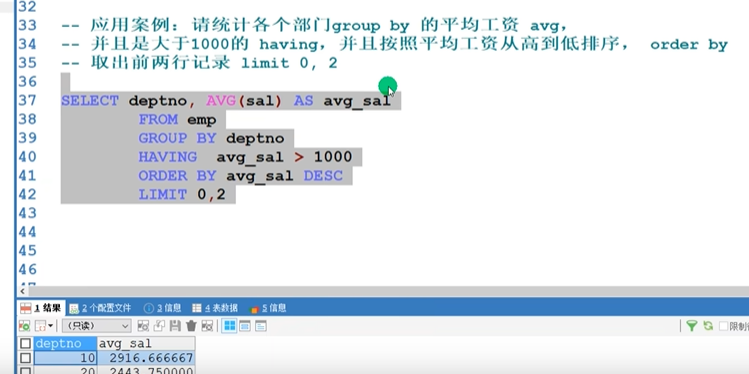 32
33 -- 应用案例：请统计各个部门group by 的平均工资 avg，
34 -- 并且是大于1000的 having，并且按照平均工资从高到低排序， order by
35 -- 取出前两行记录 limit 0, 2
36
37 SELECT deptno, AVG(sal) AS avg_sal
38 FROM emp
39 GROUP BY deptno
40 HAVING avg_sal > 1000
41 ORDER BY avg_sal DESC
42 LIMIT 0,2
43
44
45
46
1 结果 2 个配置文件 3 信息 4 表数据 5 信息
（只读） 限制
deptno avg_sal
10 2916.666667
20 2443.750000